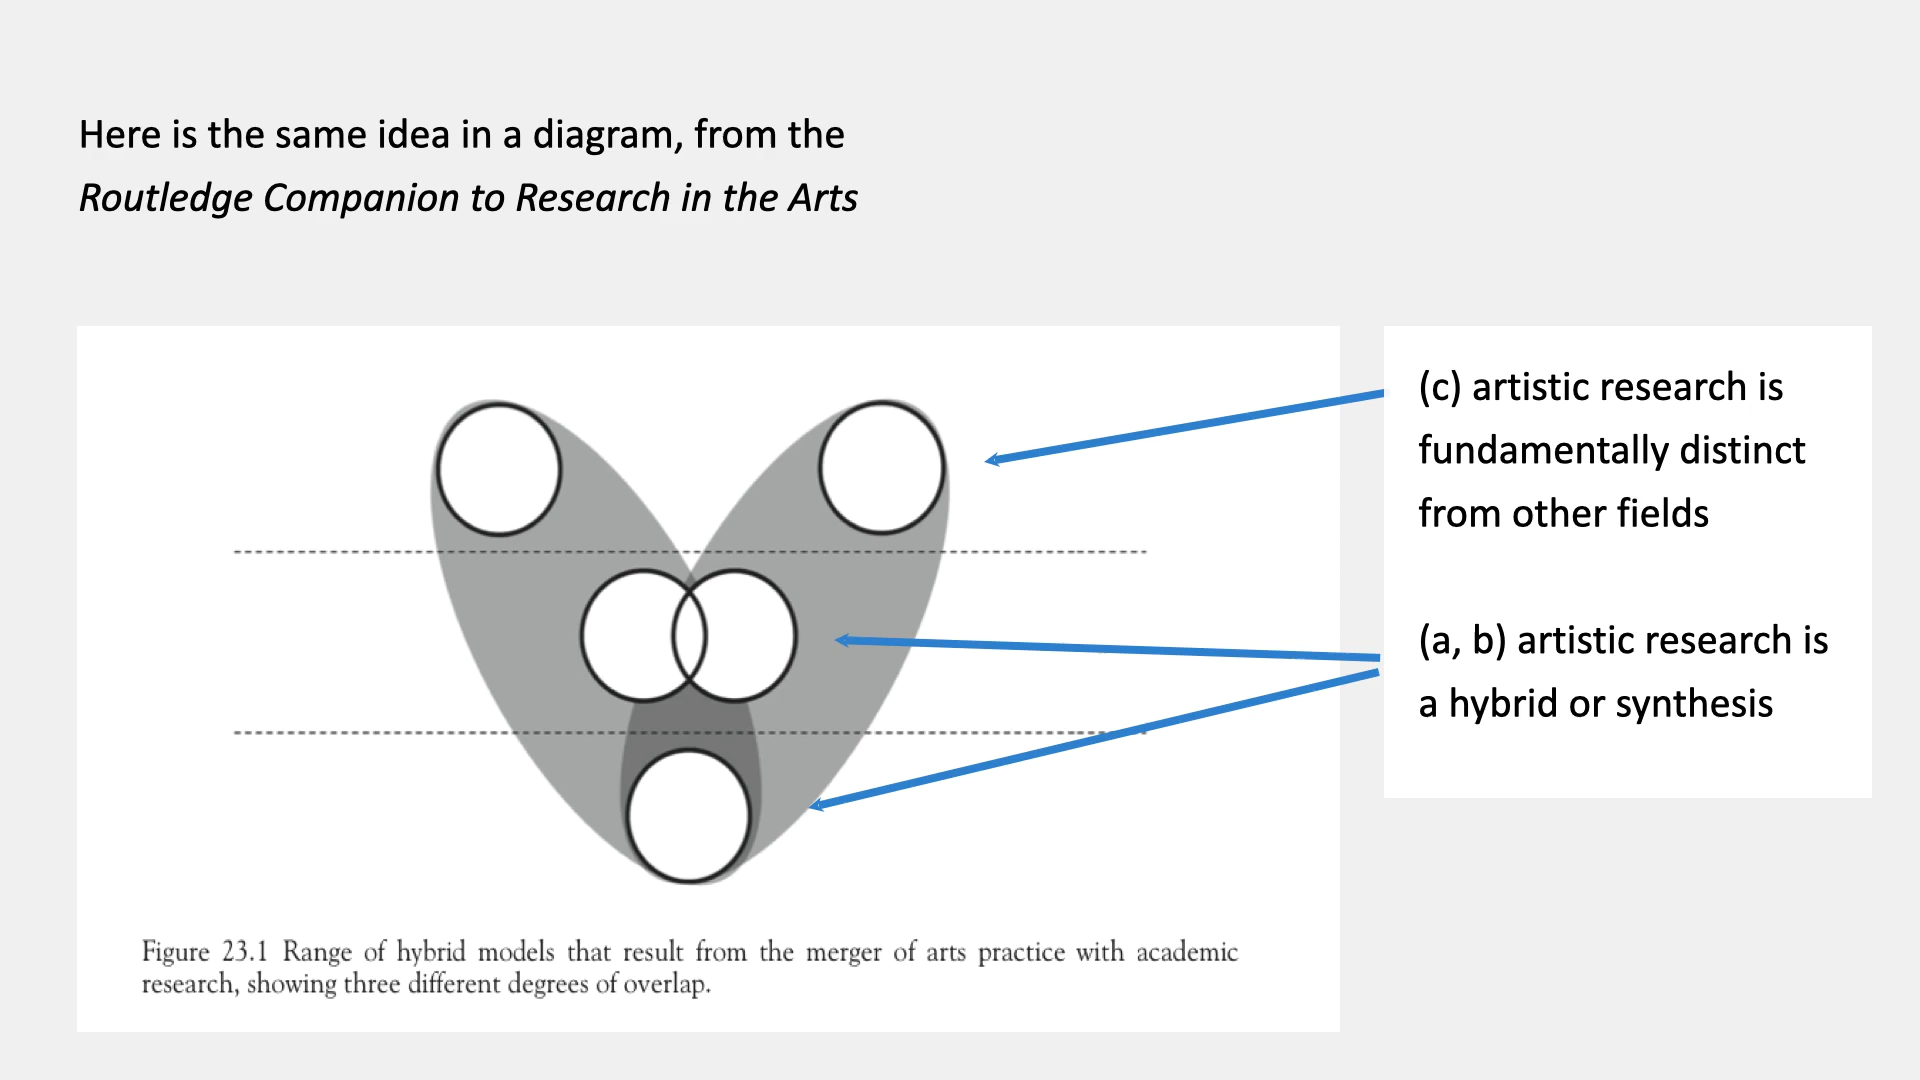 Here is the same idea in a diagram, from the
Routledge Companion to Research in the Arts
(c) artistic research is
fundamentally distinct
from other fields
(a, b) artistic research is
a hybrid or synthesis
Figure 23.1 Range of hybrid models that result from the merger of arts practice with academic
research, showing three different degrees of overlap.